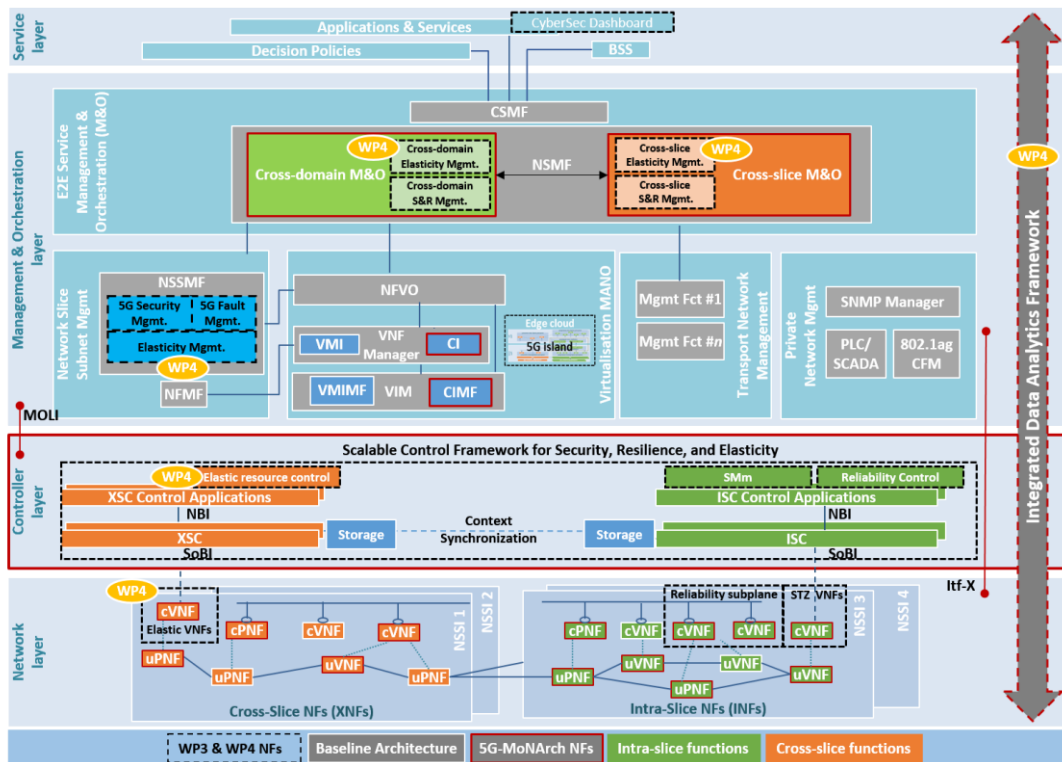 Service
layer
Applications & Services
CyberSec Dashboard
Decision Policies
BSS
Management & Orchestration
layer
E2E Service
Management &
Orchestration (M&O)
CSMF
NSMF
WP4
Cross-domain M&O
Cross-domain
Elasticity Mgmt.
Cross-domain
S&R Mgmt.
Cross-slice
Elasticity Mgmt.
WP4
Cross-slice
S&R Mgmt.
Cross-slice M&O
Network Slice
Subnet Mgmt
NSSMF
5G Security
Mgmt.
5G Fault
Mgmt.
Elasticity Mgmt.
WP4
NFMF
NFVO
VMI
VNF
Manager
CI
VMIMF
VIM
CIMF
Edge cloud
5G island
Virtualisation MANO
Mgmt Fct #1
Mgmt Fct #n
Transport Network
Management
Private
Network Mgmt
SNMP Manager
PLC/
SCADA
802.1ag
CFM
MOLI
Itf-X
Controller
layer
Scalable Control Framework for Security, Resilience, and Elasticity
WP4
Elastic resource control
XSC Control Applications
NBI
XSC
SoBI
Storage
Context
Synchronization
Storage
SMm
Reliability Control
ISC Control Applications
NBI
ISC
SoBI
Network
layer
WP4
cVNF
Elastic VNFs
uPNF
cPNF
cVNF
cVNF
uPNF
uVNF
uPNF
NSSI 1
NSSI 2
Cross-Slice NFs (XNFs)
Reliability subplane
STZ VNFs
cPNF
cVNF
cVNF
cVNF
cVNF
uPNF
uVNF
uPNF
uVNF
uVNF
NSSI 3
NSSI 4
Intra-Slice NFs (INFs)
WP4
Integrated Data Analytics Framework
WP3 & WP4 NFs
Baseline Architecture
5G-MoNArch NFs
Intra-slice functions
Cross-slice functions